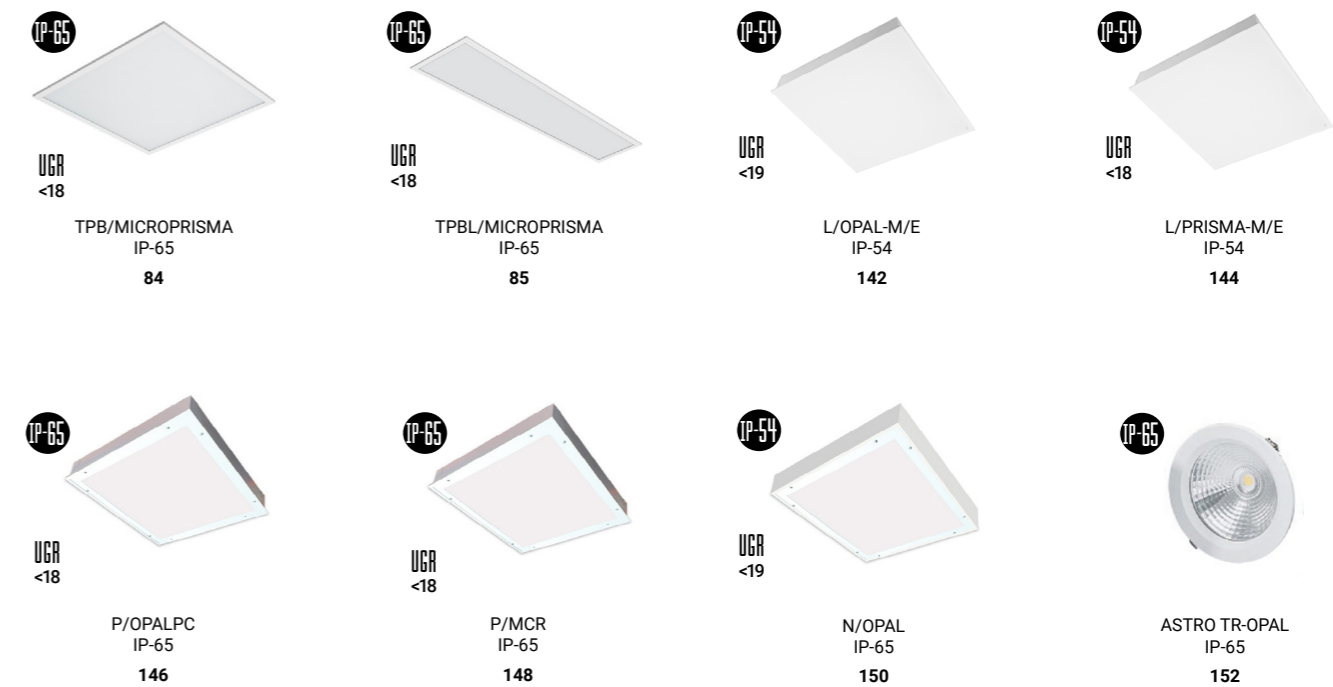 IP-65
UGR
<18
TPB/MICROPRISMA
IP-65
84
IP-65
UGR
<18
TPBL/MICROPRISMA
IP-65
85
IP-54
UGR
<19
L/OPAL-M/E
IP-54
142
IP-54
UGR
<18
L/PRISMA-M/E
IP-54
144
IP-65
UGR
<18
P/OPALPC
IP-65
146
IP-65
UGR
<18
P/MCR
IP-65
148
IP-54
UGR
<19
N/OPAL
IP-65
150
IP-65
ASTRO TR-OPAL
IP-65
152